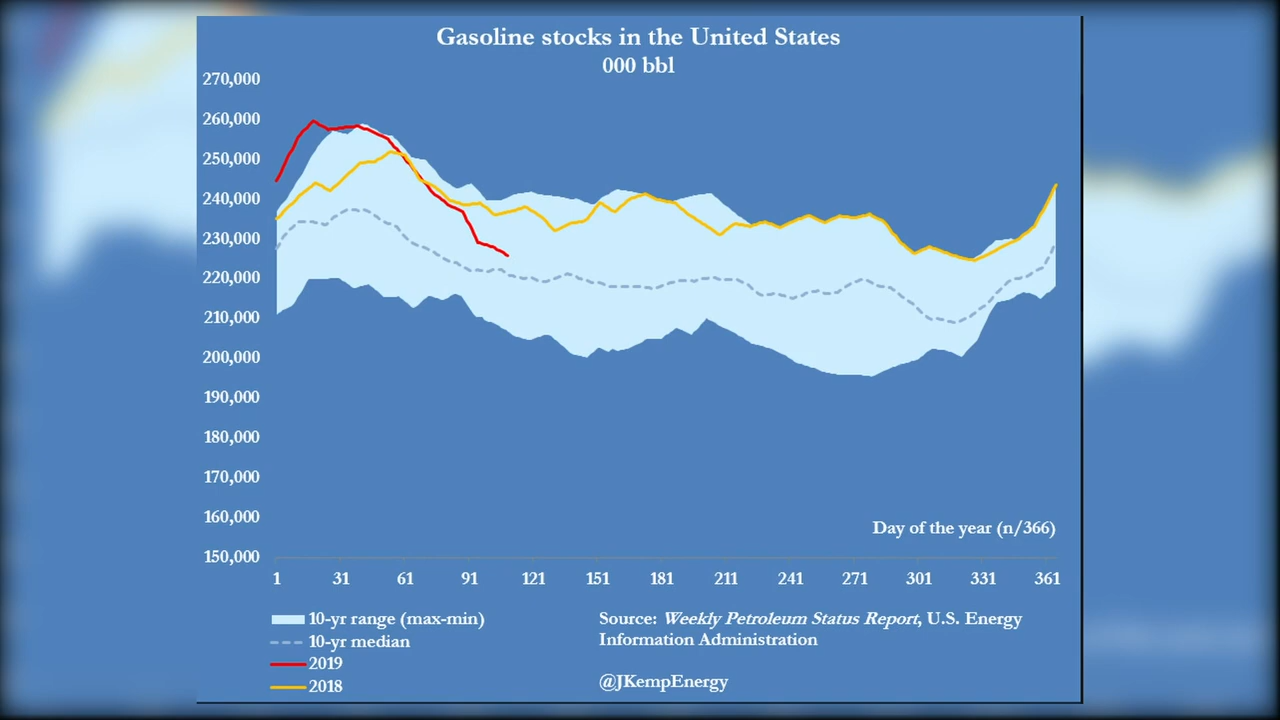 Gasoline stocks in the United States
000 bbl
270,000
260,000
250,000
240,000
230,000
220,000
210,000
200,000
190,000
180,000
170,000
160,000
150,000
Day of the year (n/366)
1 31 61 91 121 151 181 211 241 271 301 331 361
10-yr range (max-min)
10-yr median
2019
2018
Source: Weekly Petroleum Status Report, U.S. Energy
Information Administration
@JKempEnergy